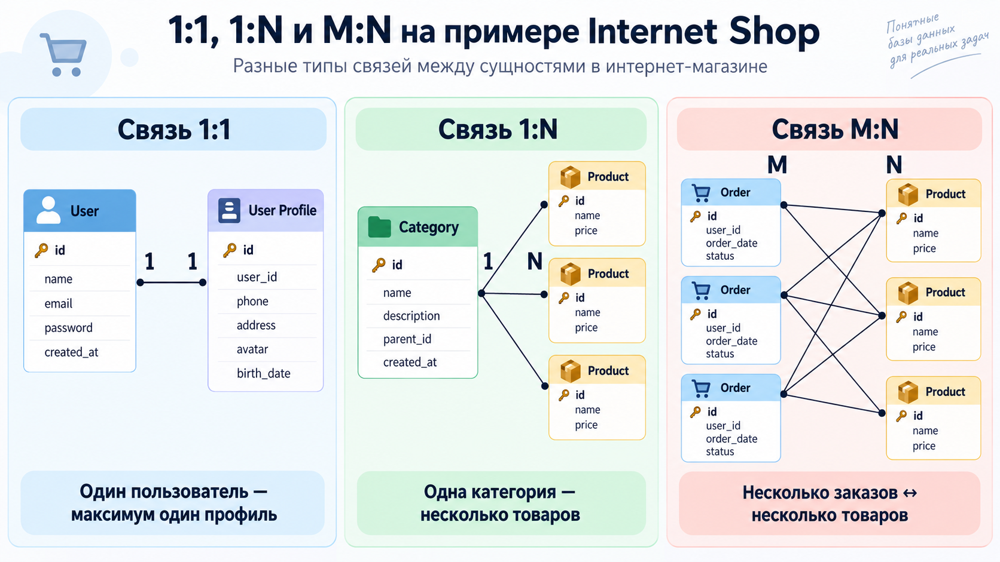 1:1, 1:N и M:N на примере Internet Shop
Разные типы связей между сущностями в интернет-магазине
Понятные
базы данных
для реальных задач
Связь 1:1
User
id
name
email
password
created_at
1
1
User Profile
id
user_id
phone
address
avatar
birth_date
Один пользователь —
максимум один профиль
Связь 1:N
Category
id
name
description
parent_id
created_at
1
N
Product
id
name
price
Product
id
name
price
Product
id
name
price
Одна категория —
несколько товаров
Связь M:N
M
N
Order
id
user_id
order_date
status
Order
id
user_id
order_date
status
Order
id
user_id
order_date
status
Product
id
name
price
Product
id
name
price
Product
id
name
price
Несколько заказов ↔
несколько товаров